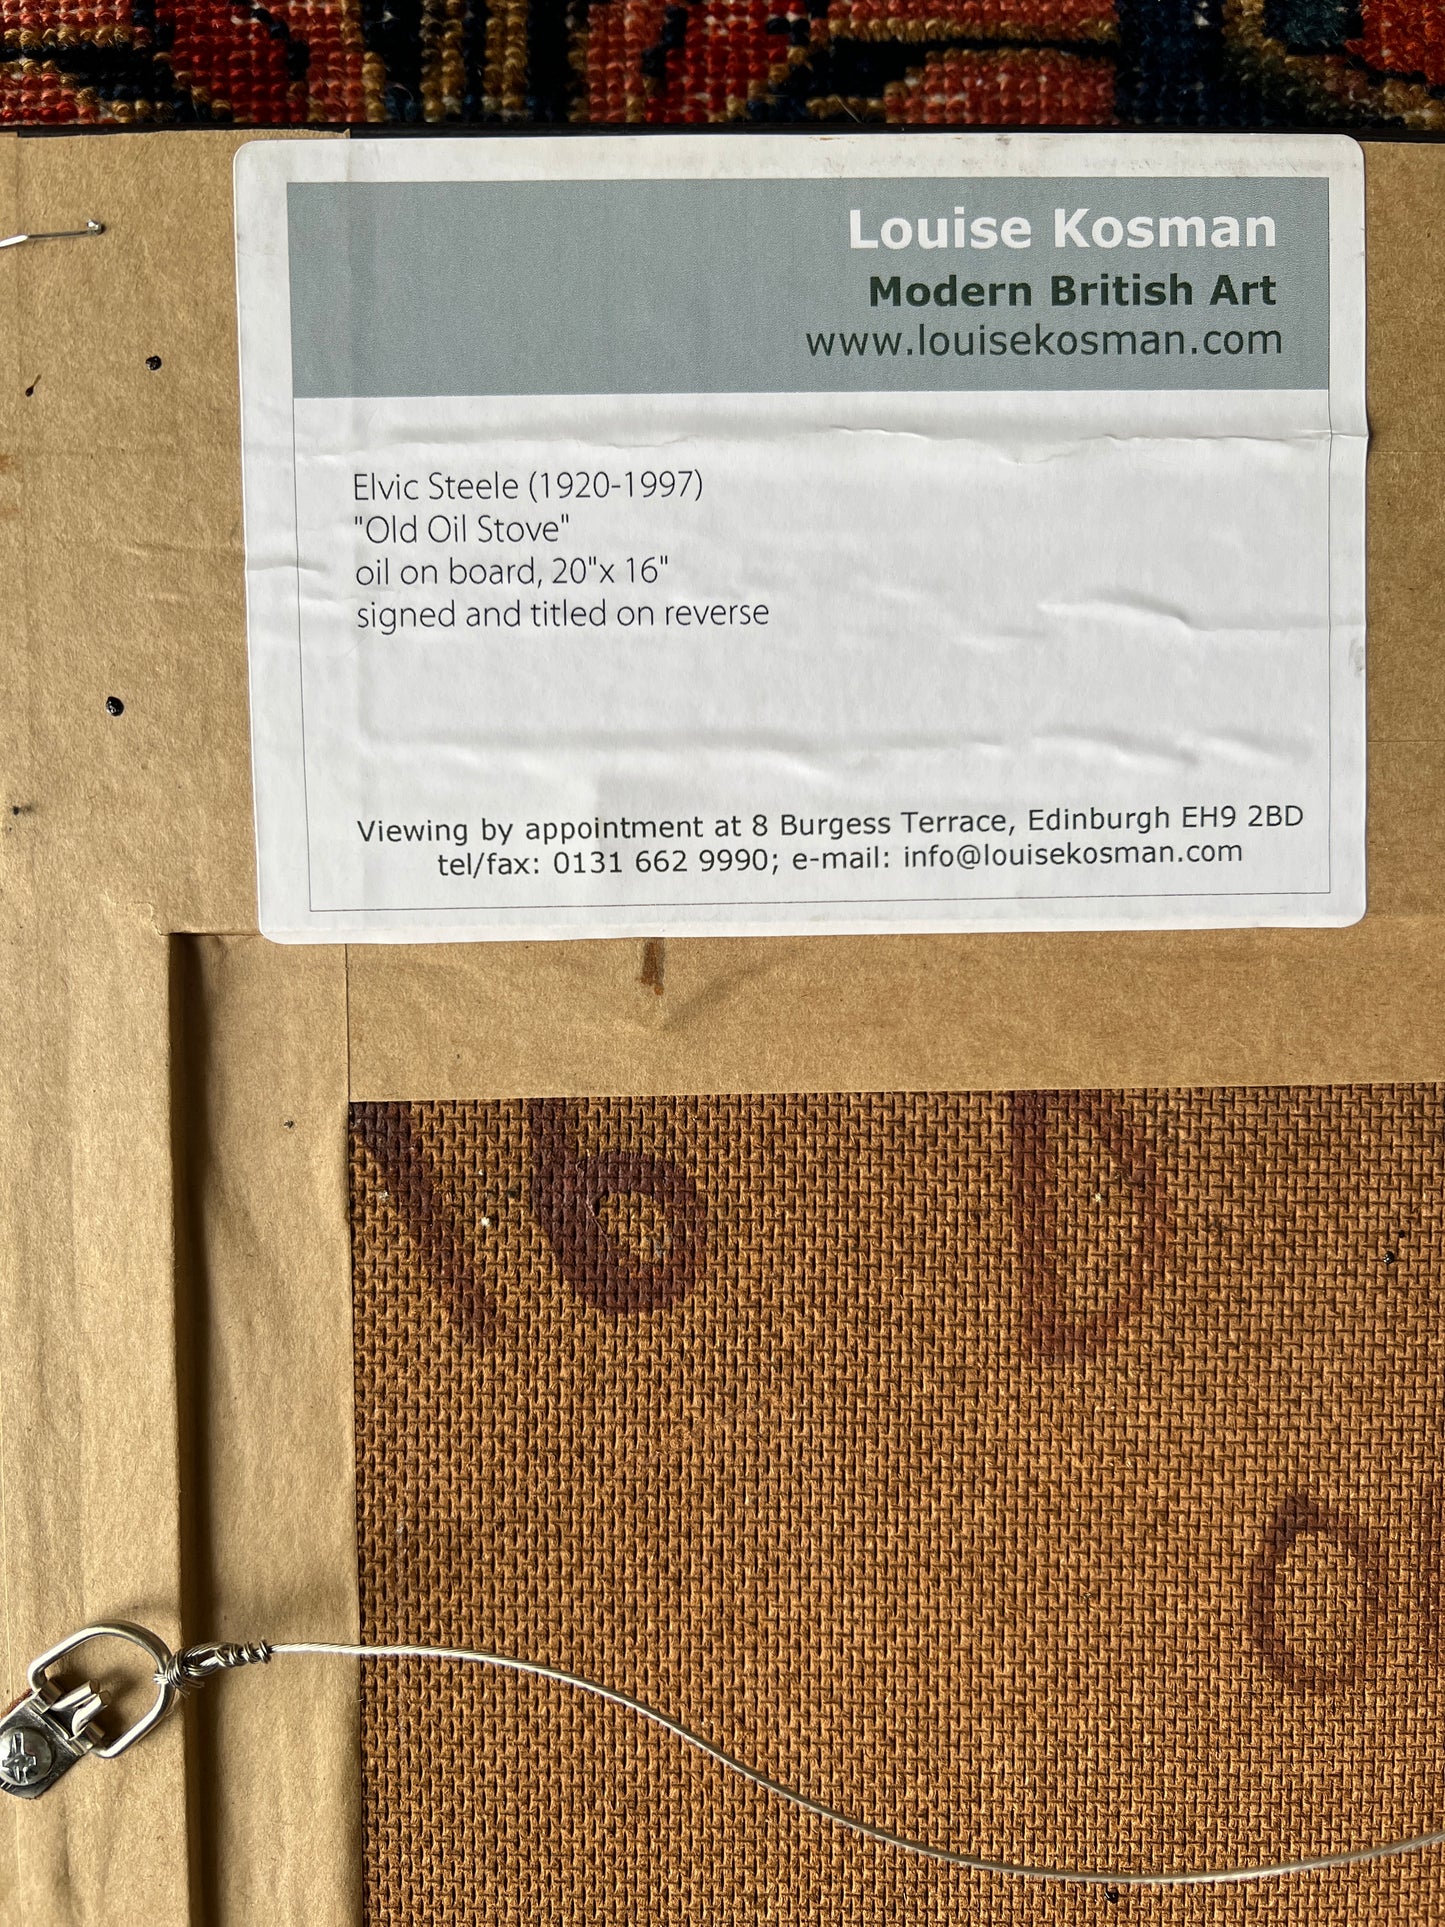 Louise Kosman
Modern British Art
www.louisekosman.com
Elvic Steele (1920-1997)
"Old Oil Stove"
oil on board, 20"x 16"
signed and titled on reverse
Viewing by appointment at 8 Burgess Terrace, Edinburgh EH9 2BD
tel/fax: 0131 662 9990; e-mail: info@louisekosman.com